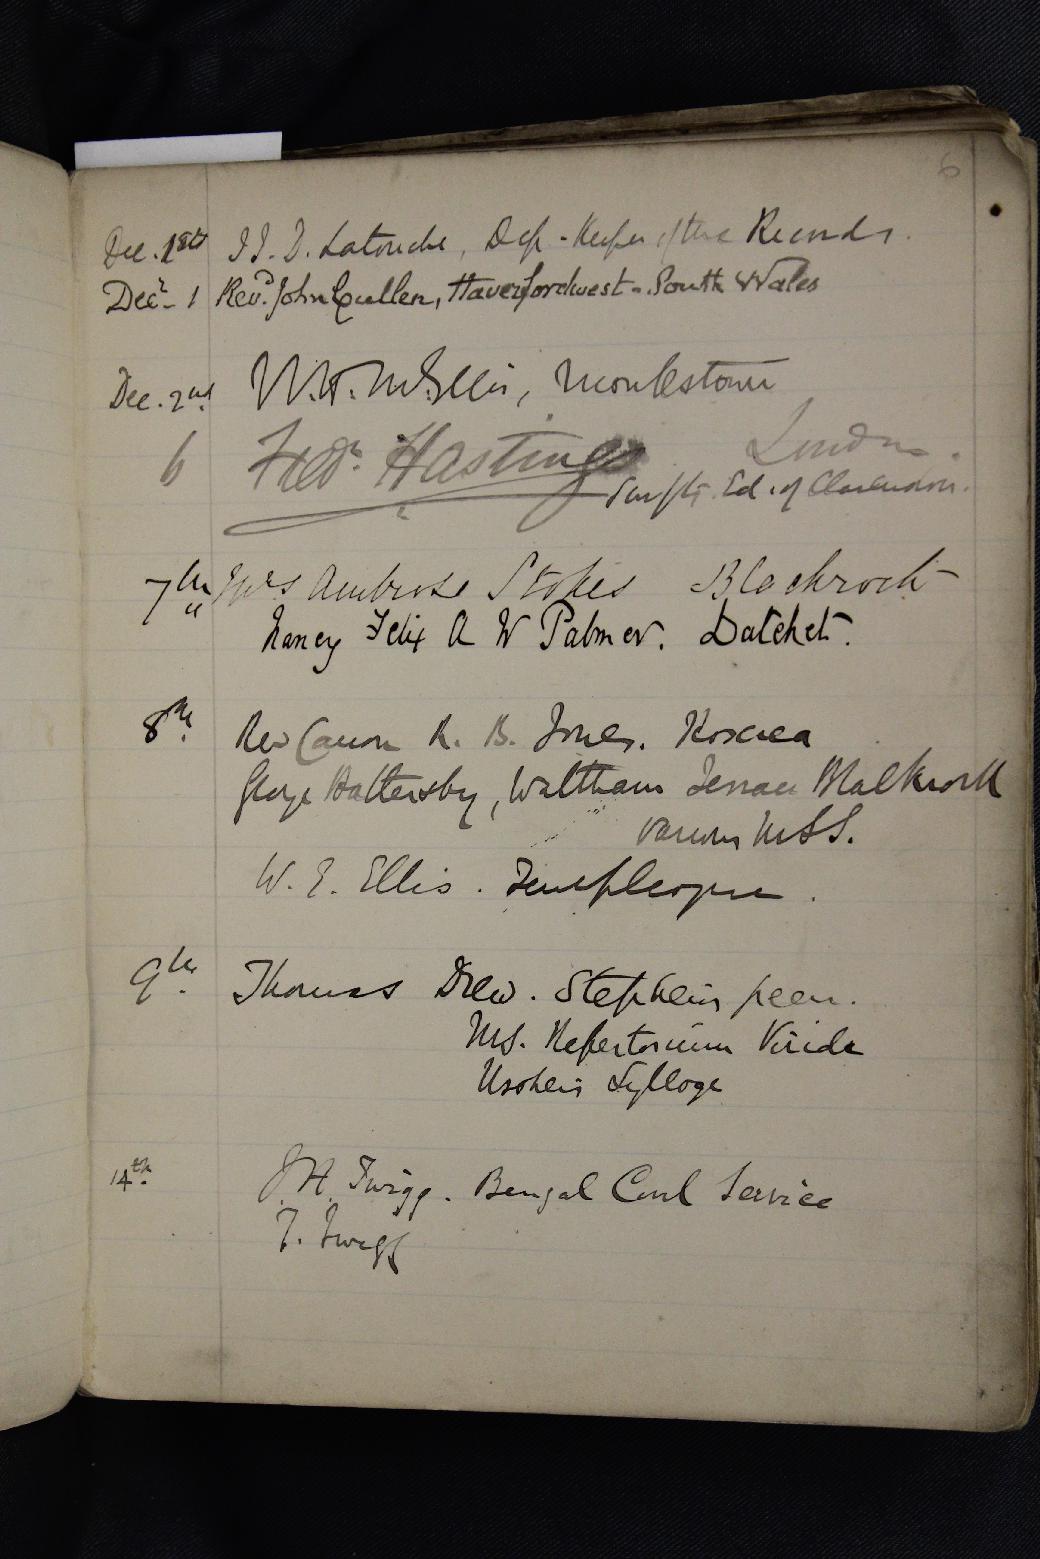 6
Dec. 1st J. J. D. Latouche, Dep-Keeper of the Records.
Decr. 1 Revd. John Cullen, Haverfordwest - South Wales
Dec. 2nd. Ellis, Monkstown
6 Fredk. Hastings London.
Swift's Ed. of Clarendon.
7th Mrs Ambrose Stokes Blackrock
" Nancy Felix A W Palmer. Datchet.
8th. Rev Canon R. B. Jones. Roscrea
George Battersby, Waltham Terrace Blackrock
various MSS.
W. E. Ellis. Templeogue.
9th. Thomas Drew. Stephens Green.
MS. Repertorium Viride
Usshers Sylloge
14th. J. H. Twigg. Bengal Civil Service
T. Twigg